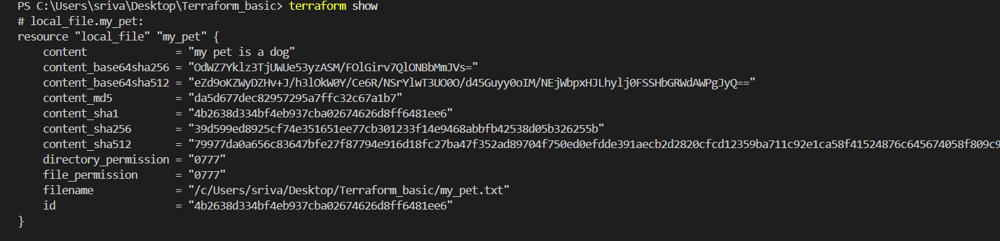 PS C:\Users\sriva\Desktop\Terraform_basic> terraform show
# local_file.my_pet:
resource "local_file" "my_pet" {
    content              = "my pet is a dog"
    content_base64sha256 = "OdWZ7Yklz3TjUWUe53yzASM/FOlGirv7QlONBbMmJVs="
    content_base64sha512 = "eZd9oKZWyDZHv+J/h3lOkW0Y/Ce6R/NSrYlwT3UO0O/d45Guyy0oIM/NEjWbpxHJLhylj0FSSHbGRWdAWPgJyQ=="
    content_md5          = "da5d677dec82957295a7ffc32c67a1b7"
    content_sha1         = "4b2638d334bf4eb937cba02674626d8ff6481ee6"
    content_sha256       = "39d599ed8925cf74e351651ee77cb301233f14e9468abbfb42538d05b326255b"
    content_sha512       = "79977da0a656c83647bfe27f87794e916d18fc27ba47f352ad89704f750ed0efdde391aecb2d2820cfcd12359ba711c92e1ca58f41524876c645674058f809c9
    directory_permission = "0777"
    file_permission      = "0777"
    filename             = "/c/Users/sriva/Desktop/Terraform_basic/my_pet.txt"
    id                   = "4b2638d334bf4eb937cba02674626d8ff6481ee6"
}